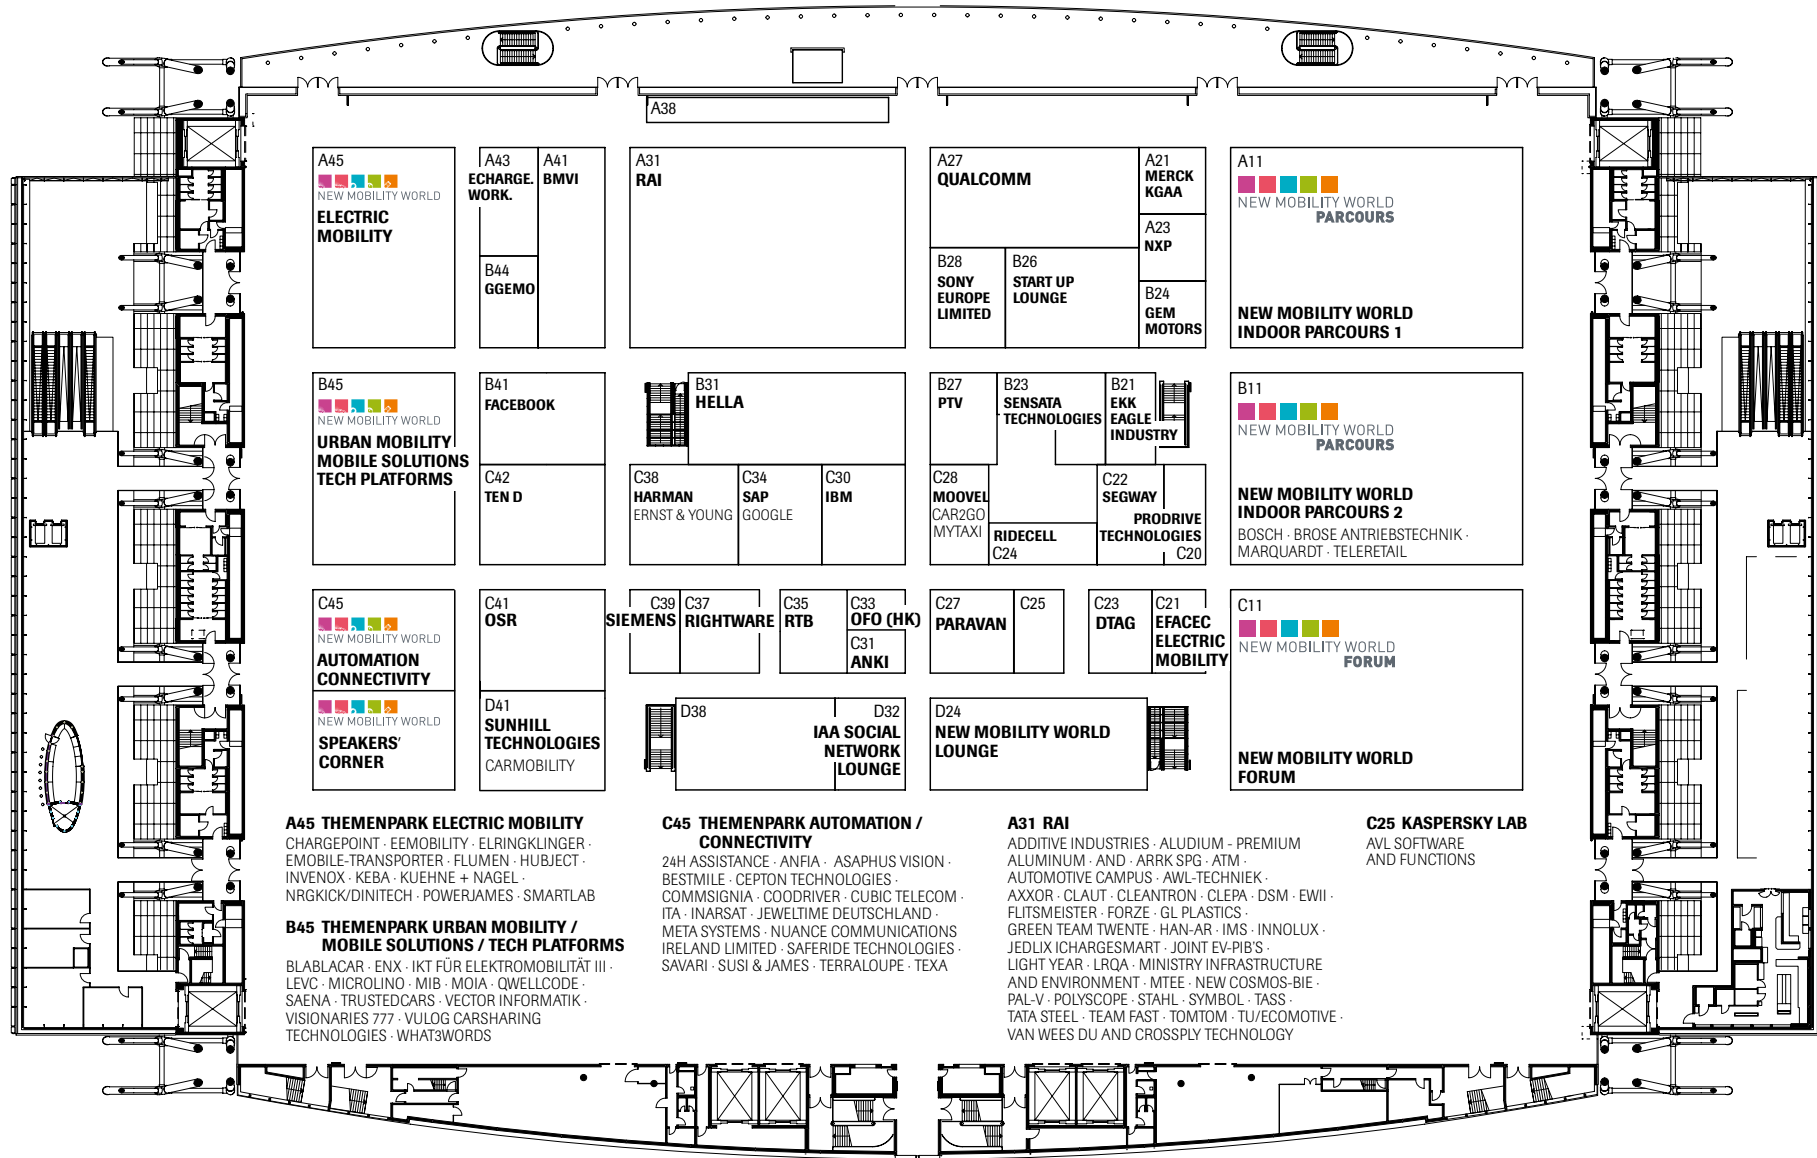 A38
A45
NEW MOBILITY WORLD
ELECTRIC
MOBILITY
A43
ECHARGE.
WORK.
A41
BMVI
B44
GGEMO
A31
RAI
A27
QUALCOMM
A21
MERCK
KGAA
A23
NXP
B28
SONY
EUROPE
LIMITED
B26
START UP
LOUNGE
B24
GEM
MOTORS
A11
NEW MOBILITY WORLD
PARCOURS
NEW MOBILITY WORLD
INDOOR PARCOURS 1
B45
NEW MOBILITY WORLD
URBAN MOBILITY
MOBILE SOLUTIONS
TECH PLATFORMS
B41
FACEBOOK
C42
TEN D
B31
HELLA
C38
HARMAN
ERNST & YOUNG
C34
SAP
GOOGLE
C30
IBM
B27
PTV
B23
SENSATA
TECHNOLOGIES
B21
EKK
EAGLE
INDUSTRY
C28
MOOVEL
CAR2GO
MYTAXI
RIDECELL
C24
C22
SEGWAY
PRODRIVE
TECHNOLOGIES
C20
B11
NEW MOBILITY WORLD
PARCOURS
NEW MOBILITY WORLD
INDOOR PARCOURS 2
BOSCH · BROSE ANTRIEBSTECHNIK ·
MARQUARDT · TELERETAIL
C45
NEW MOBILITY WORLD
AUTOMATION
CONNECTIVITY
NEW MOBILITY WORLD
SPEAKERS'
CORNER
C41
OSR
D41
SUNHILL
TECHNOLOGIES
CARMOBILITY
C39
SIEMENS
C37
RIGHTWARE
C35
RTB
C33
OFO (HK)
C31
ANKI
C27
PARAVAN
C25
C23
DTAG
C21
EFACEC
ELECTRIC
MOBILITY
D38
D32
IAA SOCIAL
NETWORK
LOUNGE
D24
NEW MOBILITY WORLD
LOUNGE
C11
NEW MOBILITY WORLD
FORUM
NEW MOBILITY WORLD
FORUM
A45 THEMENPARK ELECTRIC MOBILITY
CHARGEPOINT · EEMOBILITY · ELRINGKLINGER ·
EMOBILE-TRANSPORTER · FLUMEN · HUBJECT ·
INVENOX · KEBA · KUEHNE + NAGEL ·
NRGKICK/DINITECH · POWERJAMES · SMARTLAB
B45 THEMENPARK URBAN MOBILITY /
MOBILE SOLUTIONS / TECH PLATFORMS
BLABLACAR · ENX · IKT FÜR ELEKTROMOBILITÄT III ·
LEVC · MICROLINO · MIB · MOIA · QWELLCODE ·
SAENA · TRUSTEDCARS · VECTOR INFORMATIK ·
VISIONARIES 777 · VULOG CARSHARING
TECHNOLOGIES · WHAT3WORDS
C45 THEMENPARK AUTOMATION /
CONNECTIVITY
24H ASSISTANCE · ANFIA · ASAPHUS VISION ·
BESTMILE · CEPTON TECHNOLOGIES ·
COMMSIGNIA · COODRIVER · CUBIC TELECOM ·
ITA · INARSAT · JEWELTIME DEUTSCHLAND ·
META SYSTEMS · NUANCE COMMUNICATIONS
IRELAND LIMITED · SAFERIDE TECHNOLOGIES ·
SAVARI · SUSI & JAMES · TERRALOUPE · TEXA
A31 RAI
ADDITIVE INDUSTRIES · ALUDIUM - PREMIUM
ALUMINUM · AND · ARRK SPG · ATM ·
AUTOMOTIVE CAMPUS · AWL-TECHNIEK ·
AXXOR · CLAUT · CLEANTRON · CLEPA · DSM · EWII ·
FLITSMEISTER · FORZE · GL PLASTICS ·
GREEN TEAM TWENTE · HAN-AR · IMS · INNOLUX ·
JEDLIX ICHARGESMART · JOINT EV-PIB'S ·
LIGHT YEAR · LRQA · MINISTRY INFRASTRUCTURE
AND ENVIRONMENT · MTEE · NEW COSMOS-BIE ·
PAL-V · POLYSCOPE · STAHL · SYMBOL · TASS ·
TATA STEEL · TEAM FAST · TOMTOM · TU/ECOMOTIVE ·
VAN WEES DU AND CROSSPLY TECHNOLOGY
C25 KASPERSKY LAB
AVL SOFTWARE
AND FUNCTIONS